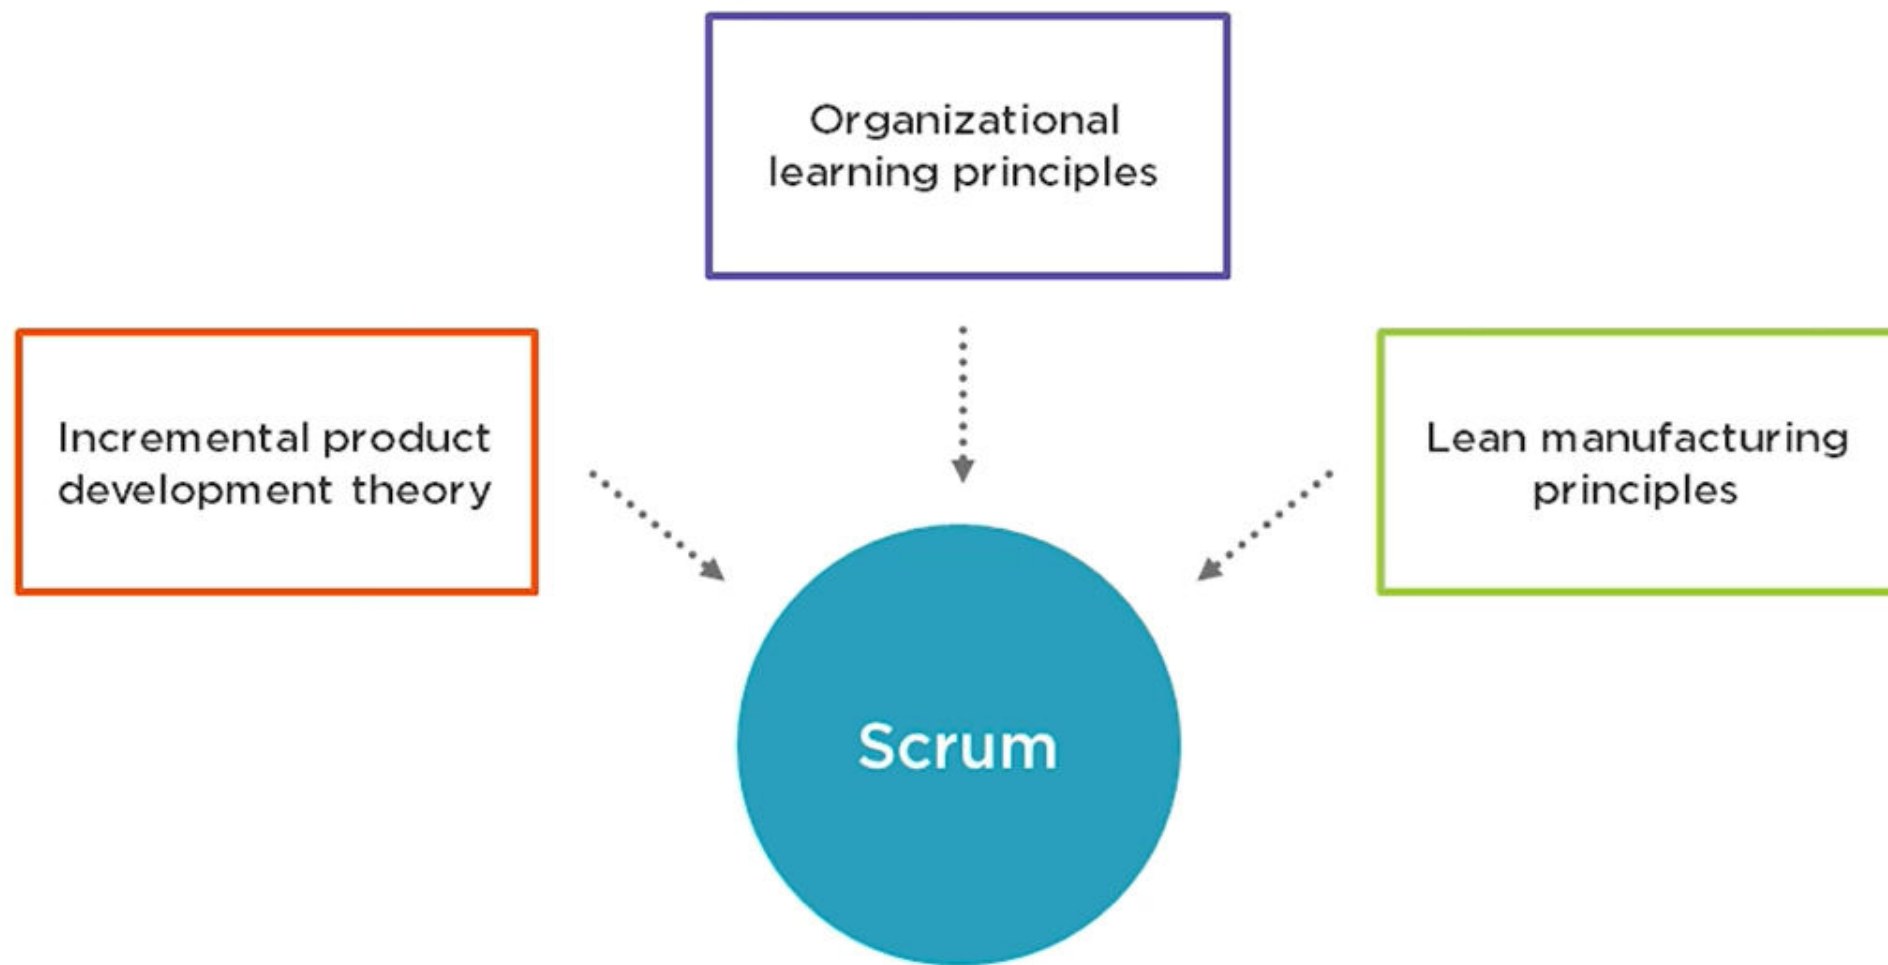 Organizational
learning principles
Incremental product
development theory
Lean manufacturing
principles
Scrum